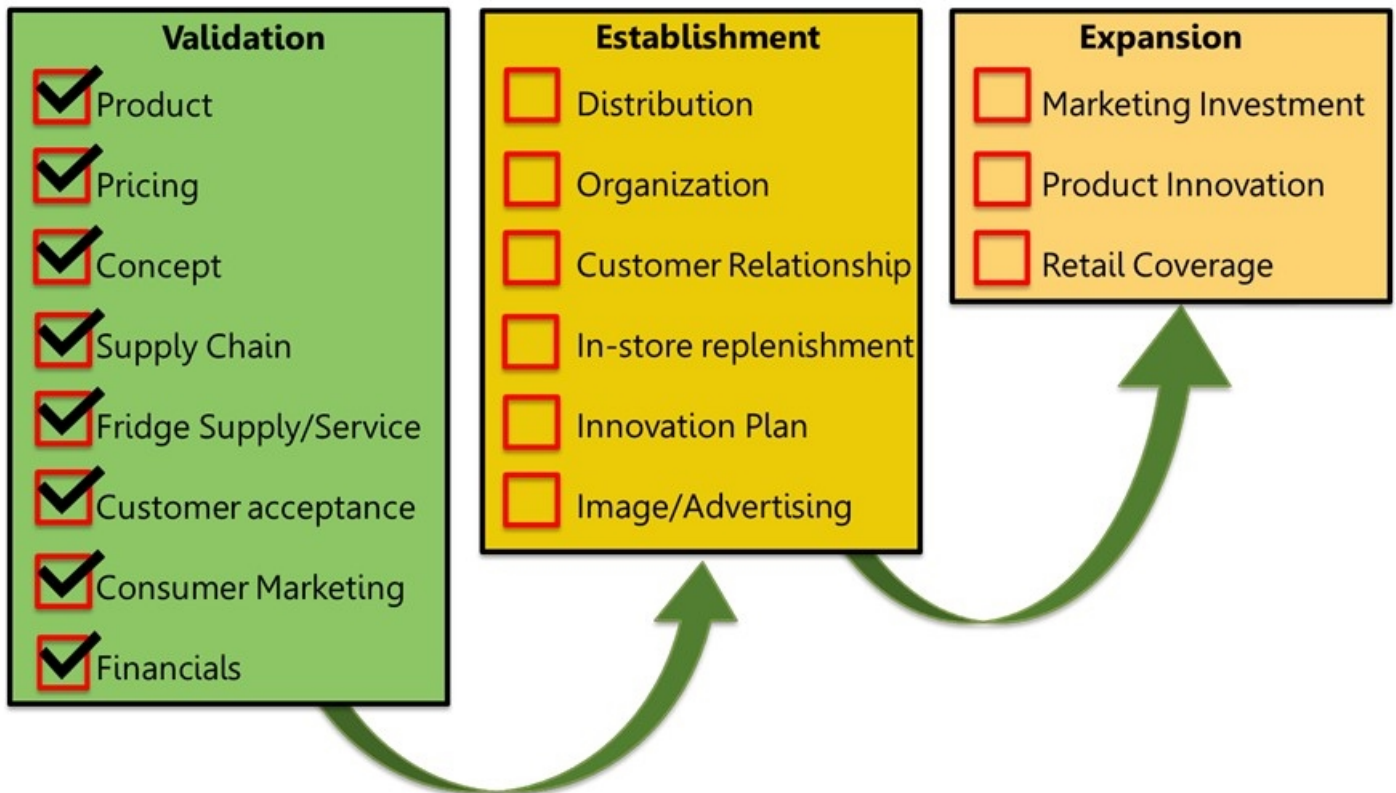 Validation
Product
Pricing
Concept
Supply Chain
Fridge Supply/Service
Customer acceptance
Consumer Marketing
Financials
Establishment
Distribution
Organization
Customer Relationship
In-store replenishment
Innovation Plan
Image/Advertising
Expansion
Marketing Investment
Product Innovation
Retail Coverage